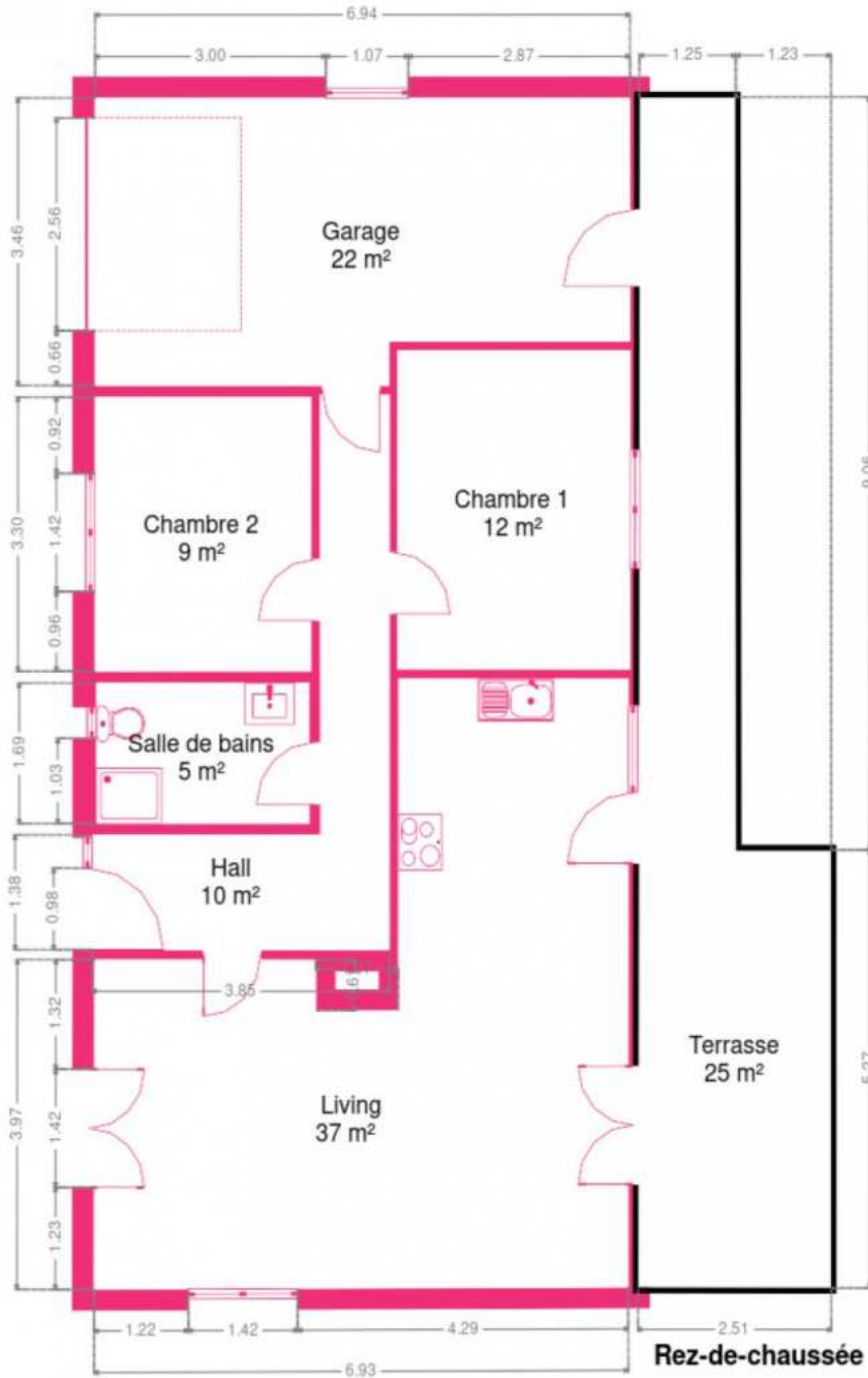 6.94
3.00
1.07
2.87
1.25
1.23
3.46
2.56
0.66
Garage
22 m²
3.30
0.92
1.42
0.96
Chambre 2
9 m²
Chambre 1
12 m²
1.69
1.03
Salle de bains
5 m²
1.38
0.98
Hall
10 m²
3.85
3.97
1.32
1.42
1.23
Living
37 m²
Terrasse
25 m²
1.22
1.42
4.29
2.51
6.93
Rez-de-chaussée